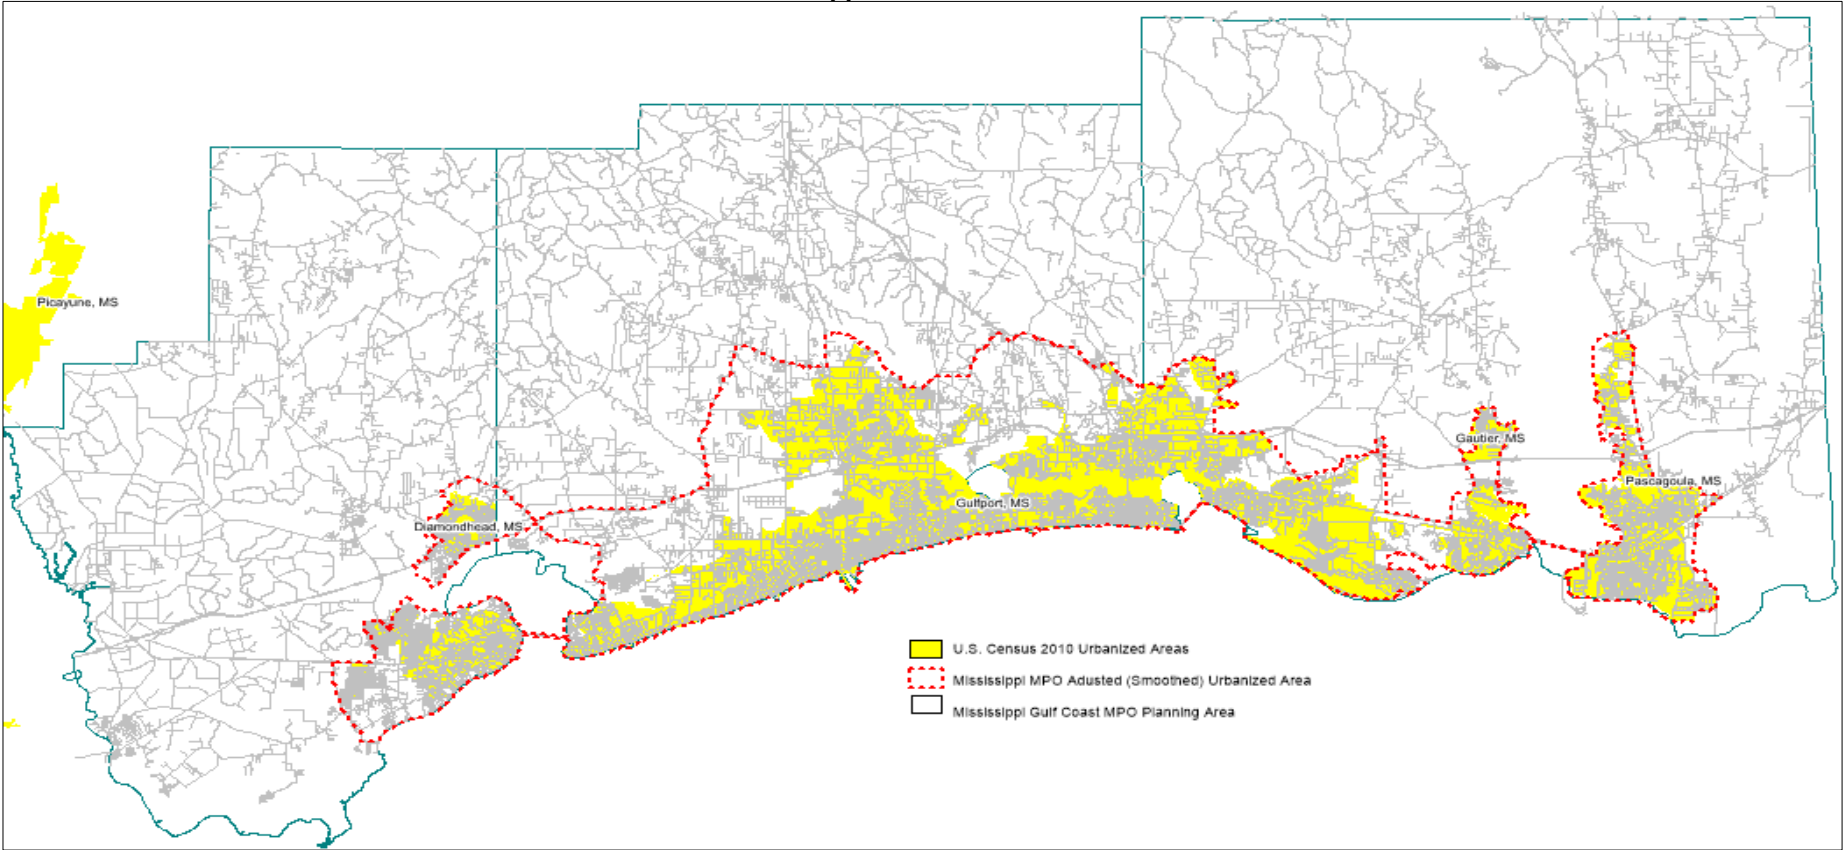 Picayune, MS
Gautier, MS
Pascagoula, MS
Gulfport, MS
Diamondhead, MS
U.S. Census 2010 Urbanized Areas
Mississippi MPO Adusted (Smoothed) Urbanized Area
Mississippi Gulf Coast MPO Planning Area